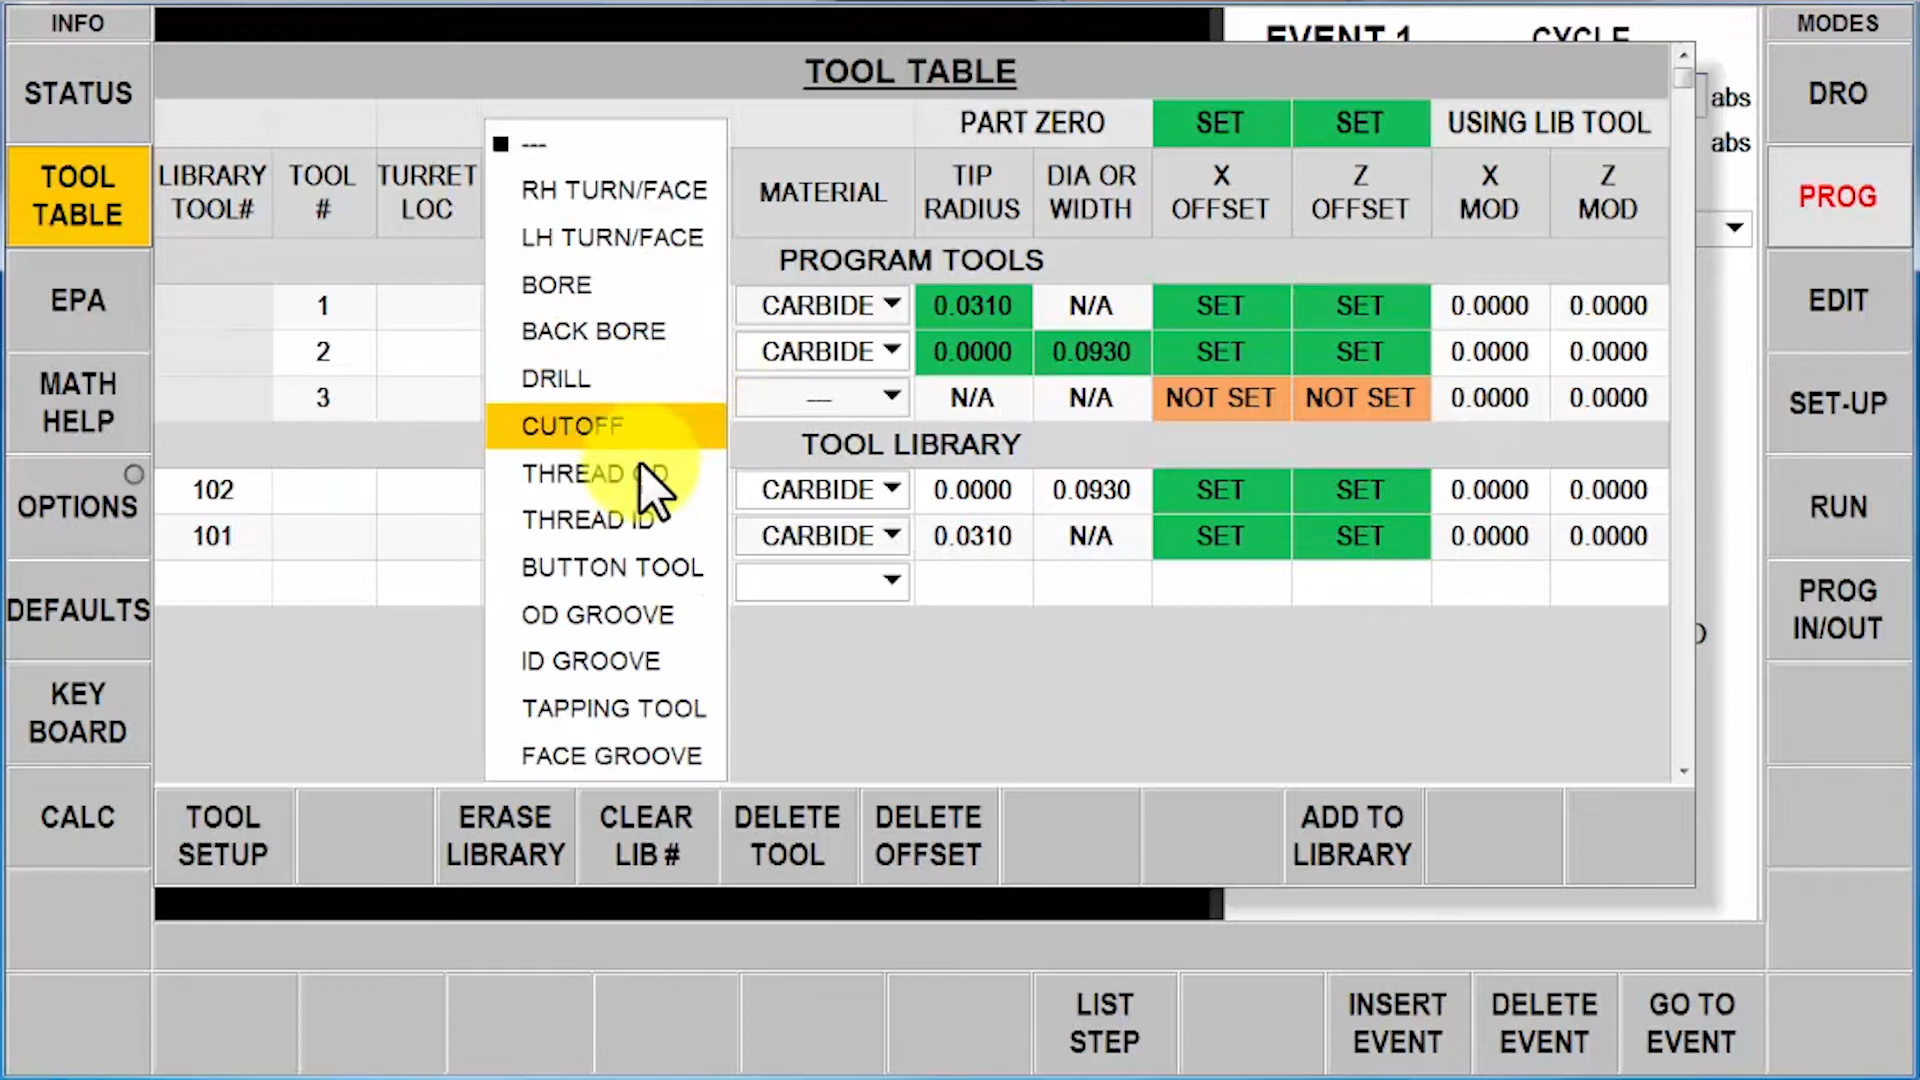 INFO
EVENT 1
CYCLE
MODES
STATUS
TOOL TABLE
abs
DRO
PART ZERO
SET
SET
USING LIB TOOL
abs
TOOL
TABLE
LIBRARY
TOOL#
TOOL
#
TURRET
LOC
MATERIAL
TIP
RADIUS
DIA OR
WIDTH
X
OFFSET
Z
OFFSET
X
MOD
Z
MOD
PROG
---
RH TURN/FACE
LH TURN/FACE
BORE
BACK BORE
DRILL
CUTOFF
THREAD OD
THREAD ID
BUTTON TOOL
OD GROOVE
ID GROOVE
TAPPING TOOL
FACE GROOVE
PROGRAM TOOLS
EPA
1
CARBIDE
0.0310
N/A
SET
SET
0.0000
0.0000
EDIT
2
CARBIDE
0.0000
0.0930
SET
SET
0.0000
0.0000
MATH
HELP
3
---
N/A
N/A
NOT SET
NOT SET
0.0000
0.0000
SET-UP
TOOL LIBRARY
OPTIONS
102
CARBIDE
0.0000
0.0930
SET
SET
0.0000
0.0000
RUN
101
CARBIDE
0.0310
N/A
SET
SET
0.0000
0.0000
DEFAULTS
PROG
IN/OUT
KEY
BOARD
CALC
TOOL
SETUP
ERASE
LIBRARY
CLEAR
LIB #
DELETE
TOOL
DELETE
OFFSET
ADD TO
LIBRARY
LIST
STEP
INSERT
EVENT
DELETE
EVENT
GO TO
EVENT